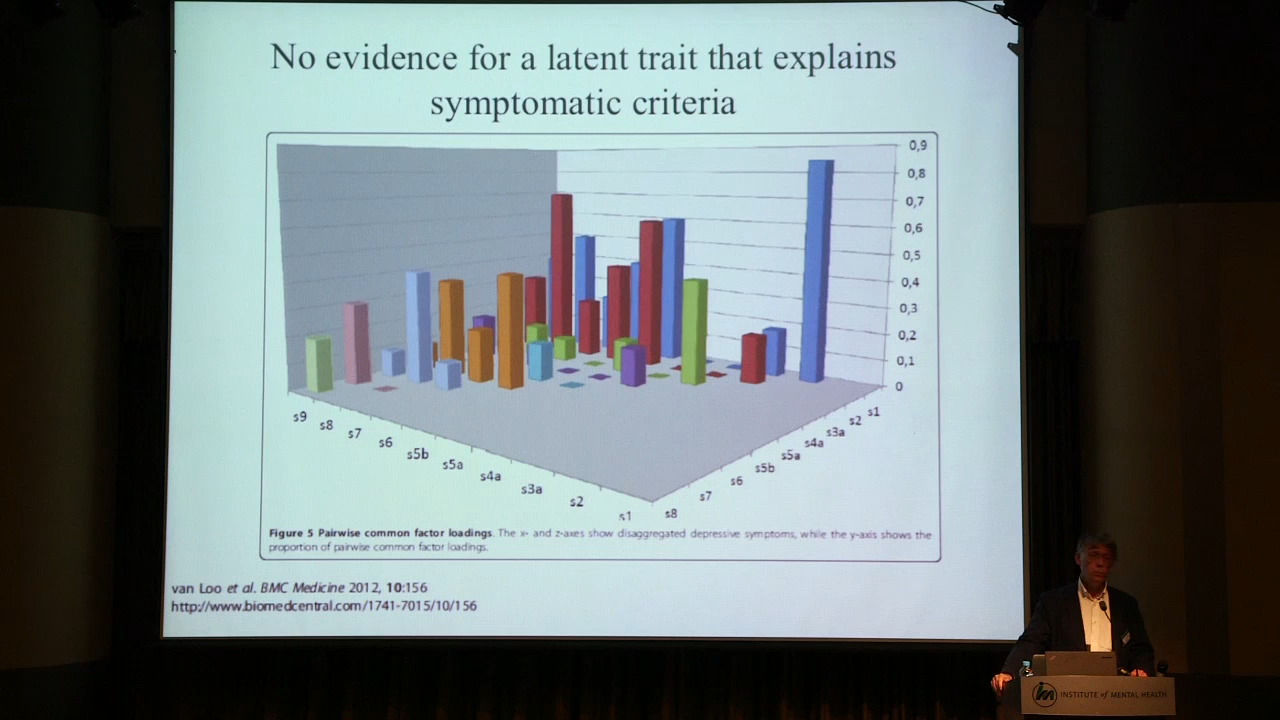 No evidence for a latent trait that explains
symptomatic criteria
0,9
0,8
0,7
0,6
0,5
0,4
0,3
0,2
0,1
0
s9
s8
s7
s6
s5b
s5a
s4a
s3a
s2
s1
s1
s2
s3a
s4a
s5a
s5b
s6
s7
s8
Figure 5 Pairwise common factor loadings. The x- and z-axes show disaggregated depressive symptoms, while the y-axis shows the
proportion of pairwise common factor loadings.
van Loo et al. BMC Medicine 2012, 10:156
http://www.biomedcentral.com/1741-7015/10/156
INSTITUTE of MENTAL HEALTH